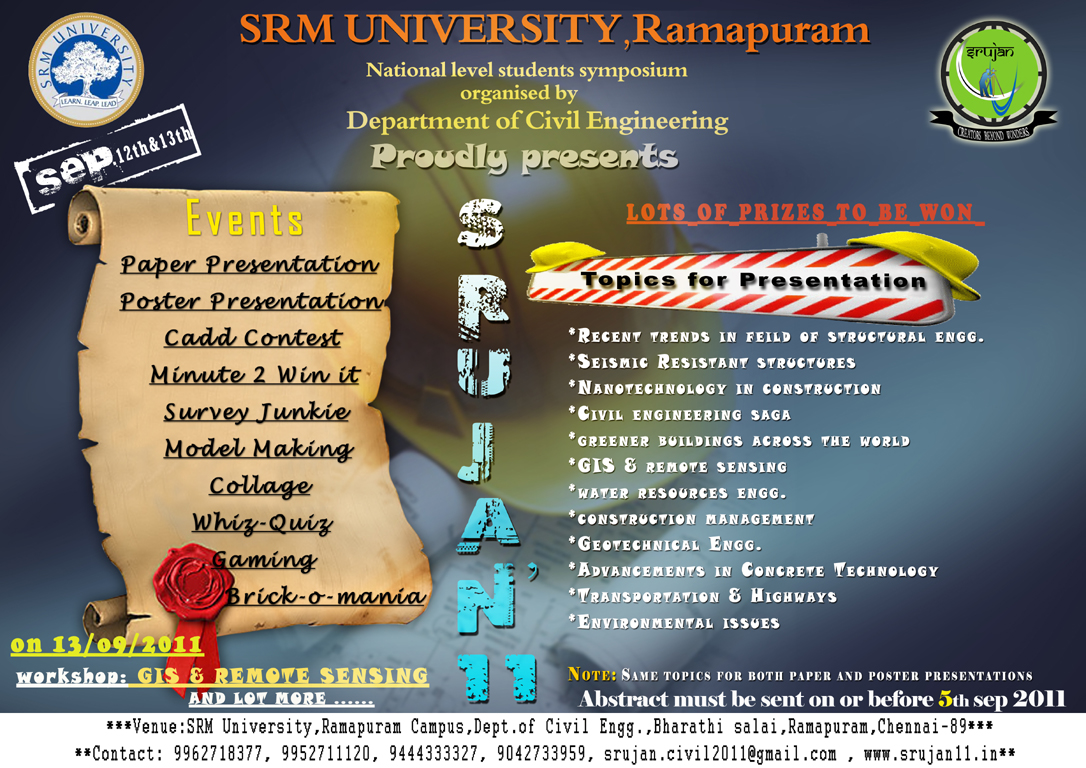 SRM UNIVERSITY,Ramapuram
National level students symposium
organised by
Department of Civil Engineering
Proudly presents
SRM UNIVERSITY
LEARN. LEAP. LEAD
srujan
CREATORS BEYOND WONDERS
sep,12th&13th
Events
Paper Presentation
Poster Presentation
Cadd Contest
Minute 2 Win it
Survey Junkie
Model Making
Collage
Whiz-Quiz
Gaming
Brick-o-mania
on 13/09/2011
workshop: GIS & REMOTE SENSING
AND LOT MORE ......
SRUJAN'11
LOTS OF PRIZES TO BE WON
Topics for Presentation
*Recent trends in feild of structural engg.
*Seismic Resistant structures
*Nanotechnology in construction
*Civil engineering saga
*greener buildings across the world
*GIS & remote sensing
*water resources engg.
*construction management
*Geotechnical Engg.
*Advancements in Concrete Technology
*Transportation & Highways
*Environmental issues
Note: Same topics for both paper and poster presentations
Abstract must be sent on or before 5th sep 2011
***Venue:SRM University,Ramapuram Campus,Dept.of Civil Engg.,Bharathi salai,Ramapuram,Chennai-89***
**Contact: 9962718377, 9952711120, 9444333327, 9042733959, srujan.civil2011@gmail.com , www.srujan11.in**